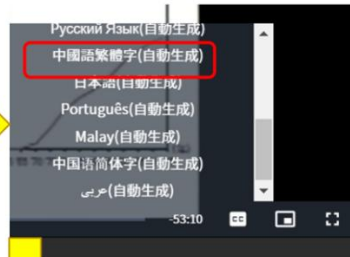 Русский Язык(自動生成)
中國語繁體字(自動生成)
日本語(自動生成)
Português(自動生成)
Malay(自動生成)
中国语简体字(自動生成)
عربي(自動生成)
-53:10
CC